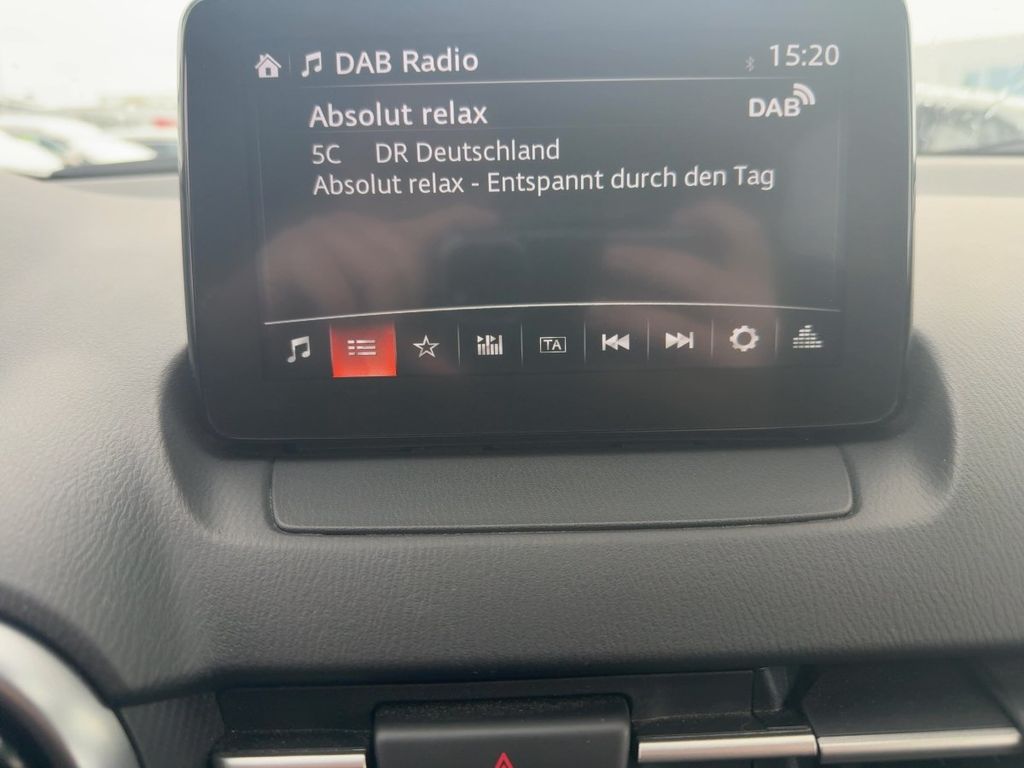 DAB Radio 15:20
Absolut relax DAB
5C DR Deutschland
Absolut relax - Entspannt durch den Tag
TA